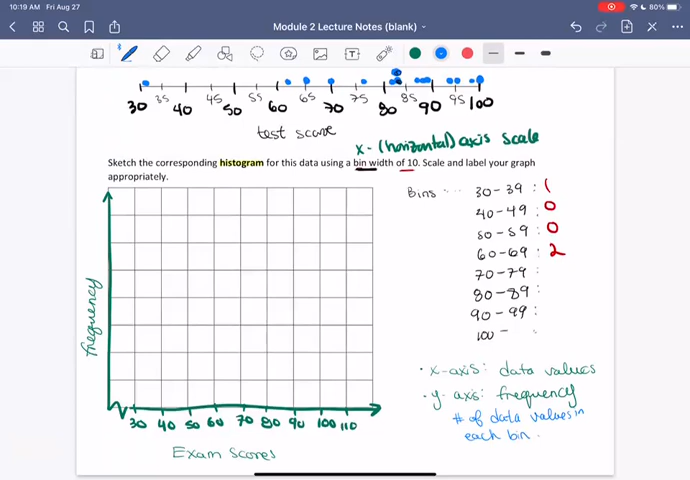 10:19 AM Fri Aug 27
80%
Module 2 Lecture Notes (blank)
30 35 40 45 50 55 60 65 70 75 80 85 90 95 100
test score
x - (horizontal) axis scale
Sketch the corresponding histogram for this data using a bin width of 10. Scale and label your graph
appropriately.
Bins
30-39 : 1
40-49 : 0
50-59 : 0
60-69 : 2
70-79 :
80-89 :
90-99 :
100 - :
frequency
30 40 50 60 70 80 90 100 110
Exam Scores
• x-axis: data values
• y-axis: frequency
# of data values in
each bin.